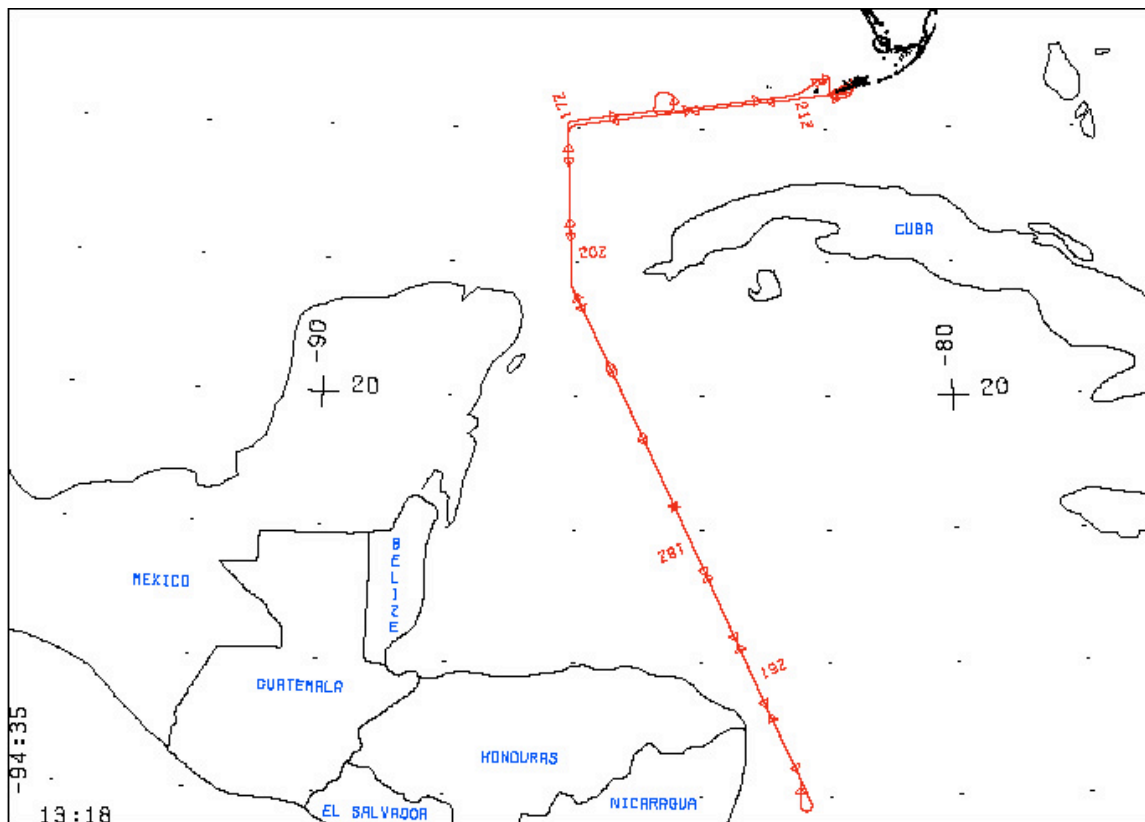 212
202
CUBA
-90
20
-80
20
BELIZE
MEXICO
192
GUATEMALA
-94:35
HONDURAS
NICARAGUA
EL SALVADOR
13:18